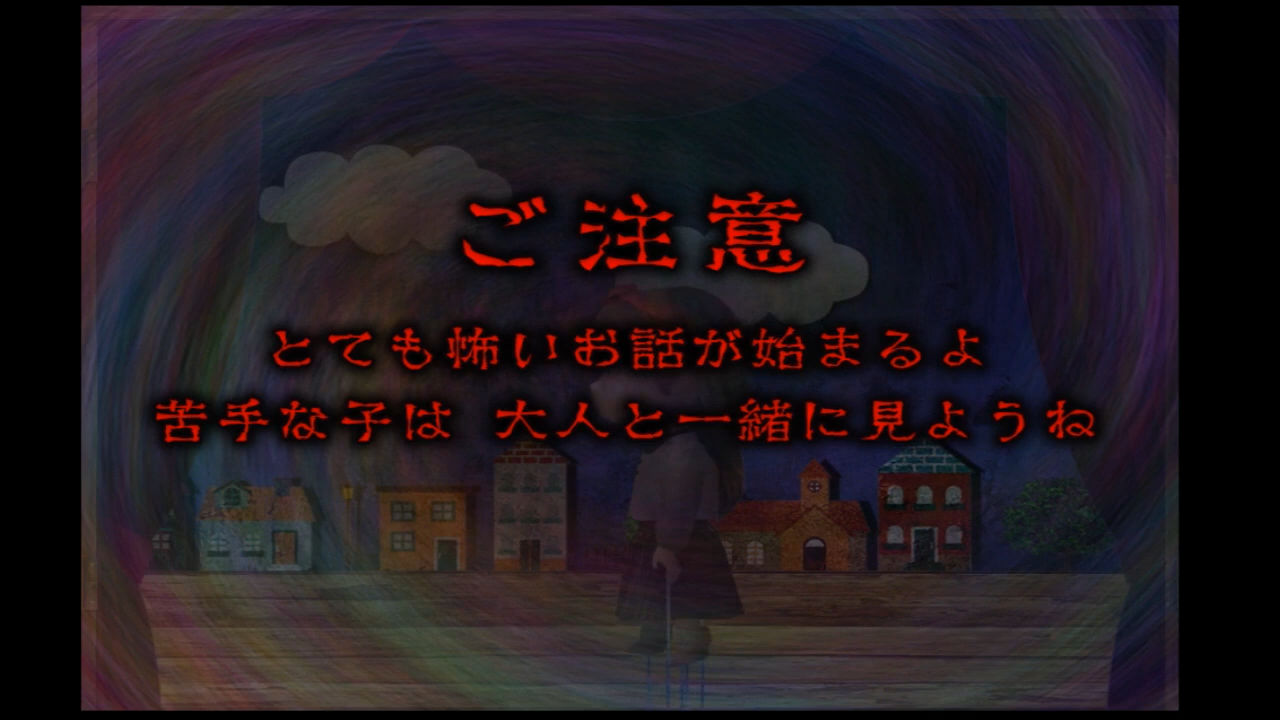 ご注意
とても怖いお話が始まるよ
苦手な子は 大人と一緒に見ようね